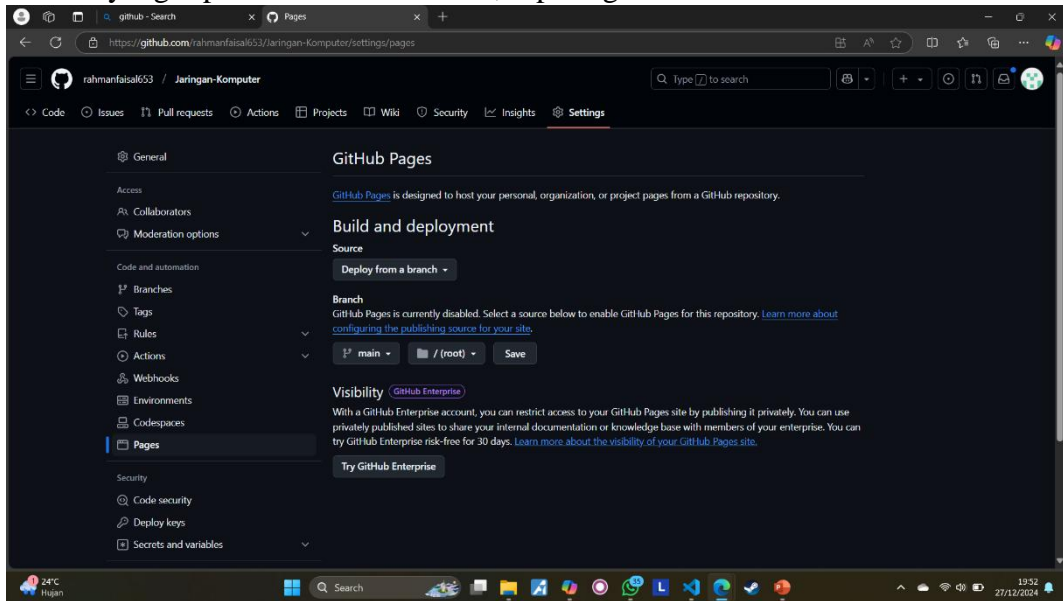 github - Search
Pages
https://github.com/rahmanfaisal653/Jaringan-Komputer/settings/pages
rahmanfaisal653 / Jaringan-Komputer
Type / to search
Code Issues Pull requests Actions Projects Wiki Security Insights Settings
General
Access
Collaborators
Moderation options
Code and automation
Branches
Tags
Rules
Actions
Webhooks
Environments
Codespaces
Pages
Security
Code security
Deploy keys
Secrets and variables
GitHub Pages
GitHub Pages is designed to host your personal, organization, or project pages from a GitHub repository.
Build and deployment
Source
Deploy from a branch
Branch
GitHub Pages is currently disabled. Select a source below to enable GitHub Pages for this repository. Learn more about
configuring the publishing source for your site.
main / (root) Save
Visibility GitHub Enterprise
With a GitHub Enterprise account, you can restrict access to your GitHub Pages site by publishing it privately. You can use
privately published sites to share your internal documentation or knowledge base with members of your enterprise. You can
try GitHub Enterprise risk-free for 30 days. Learn more about the visibility of your GitHub Pages site.
Try GitHub Enterprise
24°C
Hujan
Search
19:52
27/12/2024